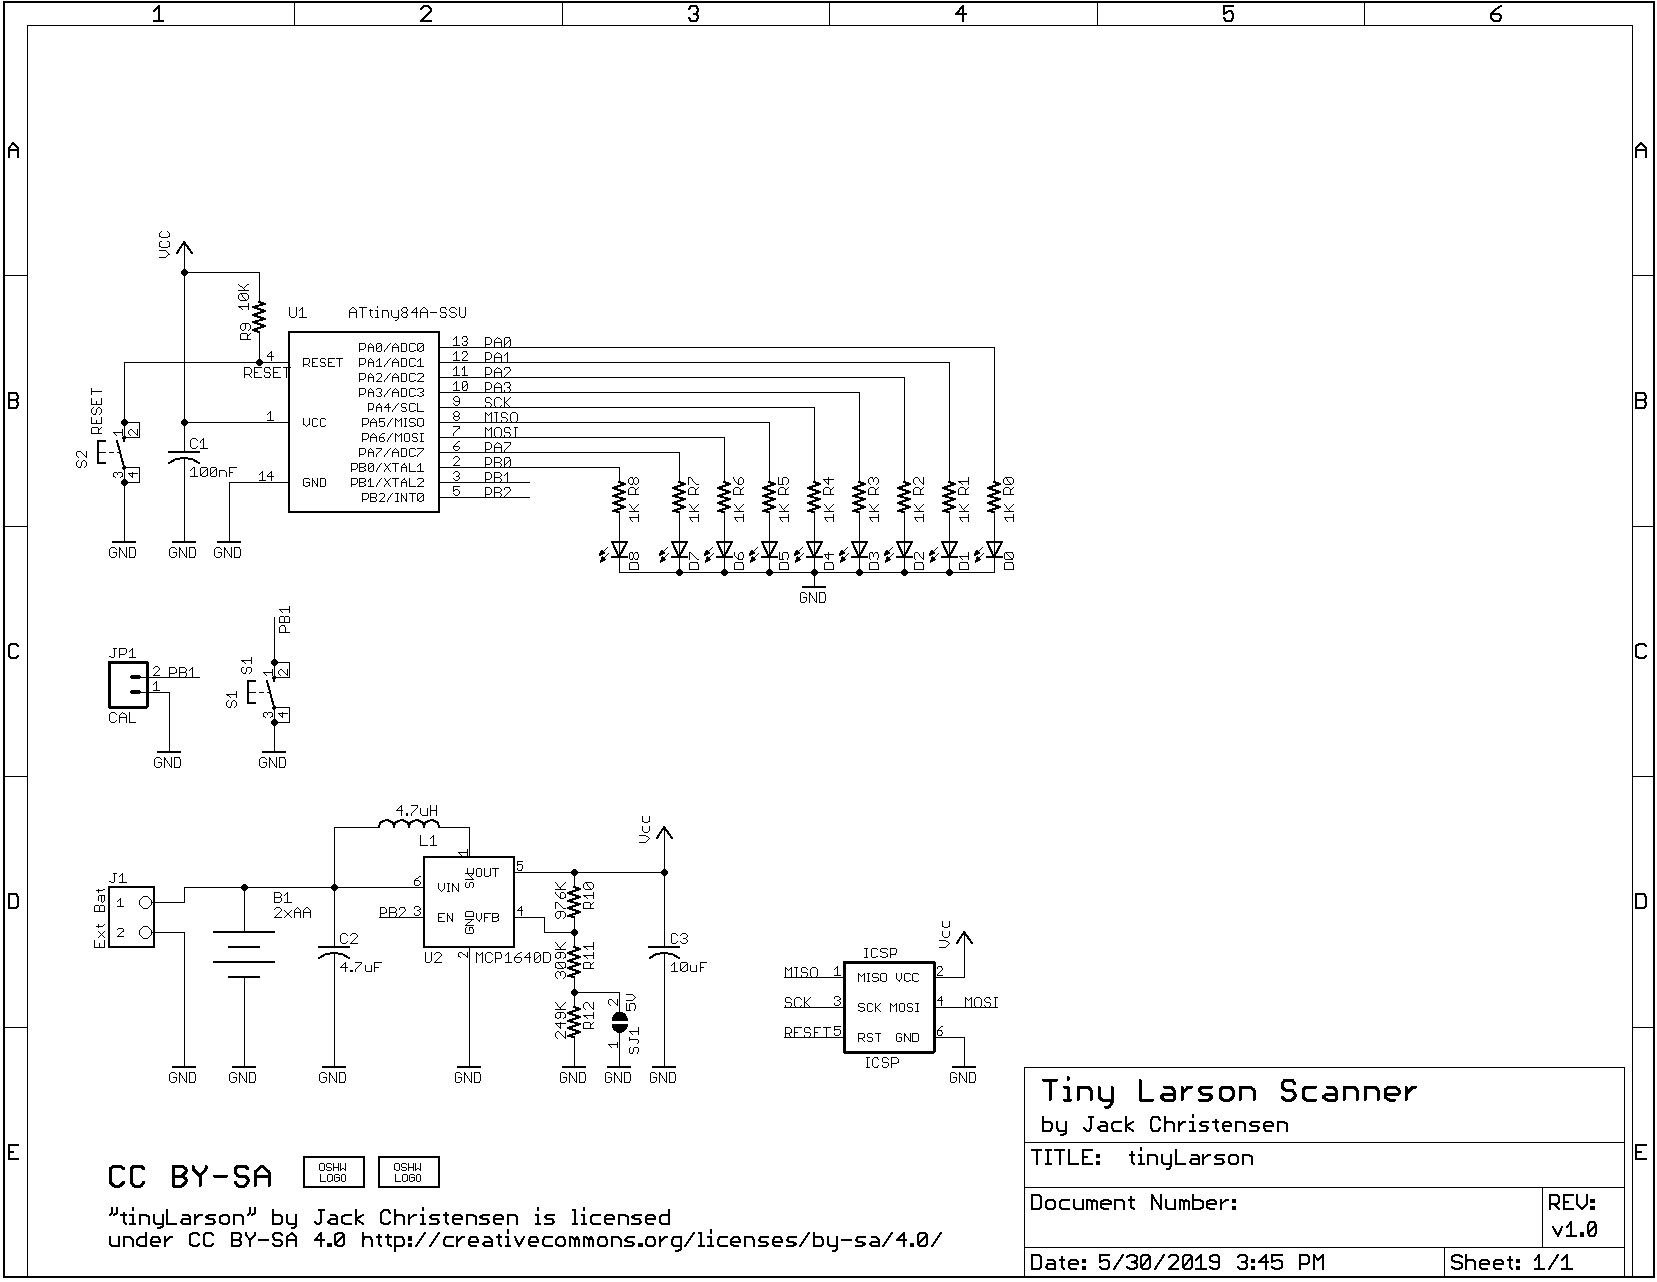 1 2 3 4 5 6
A A
B B
C C
D D
E E
VCC
R9 10K
U1 ATtiny84A-SSU
4 RESET
RESET
1 VCC
14 GND
PA0/ADC0 13 PA0
PA1/ADC1 12 PA1
PA2/ADC2 11 PA2
PA3/ADC3 10 PA3
PA4/SCL 9 SCK
PA5/MISO 8 MISO
PA6/MOSI 7 MOSI
PA7/ADC7 6 PA7
PB0/XTAL1 2 PB0
PB1/XTAL2 3 PB1
PB2/INT0 5 PB2
RESET
S2
1 2
3 4
C1
100nF
GND GND GND
1K R8
1K R7
1K R6
1K R5
1K R4
1K R3
1K R2
1K R1
1K R0
D8 D7 D6 D5 D4 D3 D2 D1 D0
GND
JP1
2 PB1
1
CAL
GND
PB1
S1
S1
1 2
3 4
GND
4.7uH
L1
J1
1
2
Ext Bat
B1
2xAA
C2
4.7uF
6 VIN
PB2 3 EN
1 SW
VOUT 5
VFB 4
GND 2
U2 MCP1640D
976K R10
309K R11
249K R12
2 5V
1 SJ1
Vcc
C3
10uF
GND GND GND GND GND GND GND
ICSP
MISO 1 MISO VCC 2 Vcc
SCK 3 SCK MOSI 4 MOSI
RESET 5 RST GND 6
ICSP
GND
CC BY-SA
OSHW
LOGO
OSHW
LOGO
"tinyLarson" by Jack Christensen is licensed
under CC BY-SA 4.0 http://creativecommons.org/licenses/by-sa/4.0/
Tiny Larson Scanner
by Jack Christensen
TITLE: tinyLarson
Document Number:
REV:
v1.0
Date: 5/30/2019 3:45 PM
Sheet: 1/1